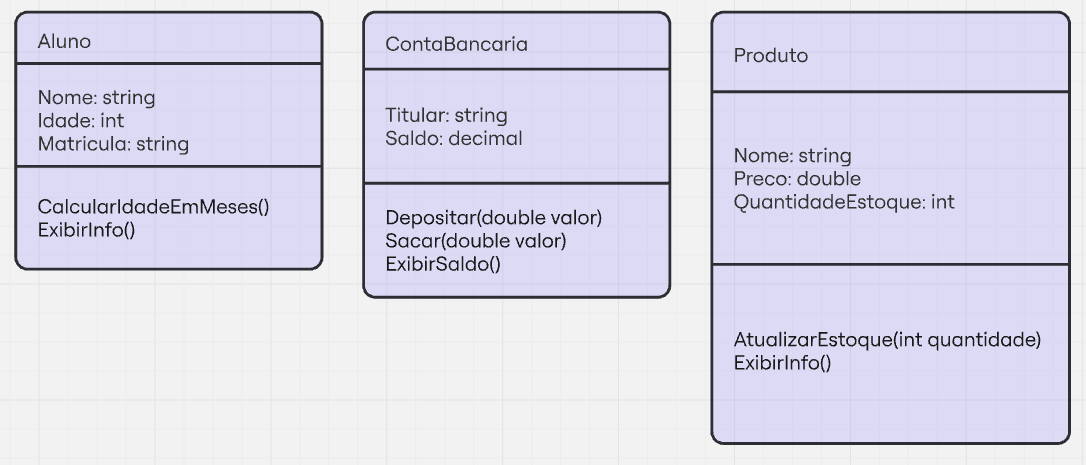 Aluno
Nome: string
Idade: int
Matricula: string
CalcularIdadeEmMeses()
ExibirInfo()
ContaBancaria
Titular: string
Saldo: decimal
Depositar(double valor)
Sacar(double valor)
ExibirSaldo()
Produto
Nome: string
Preco: double
QuantidadeEstoque: int
AtualizarEstoque(int quantidade)
ExibirInfo()